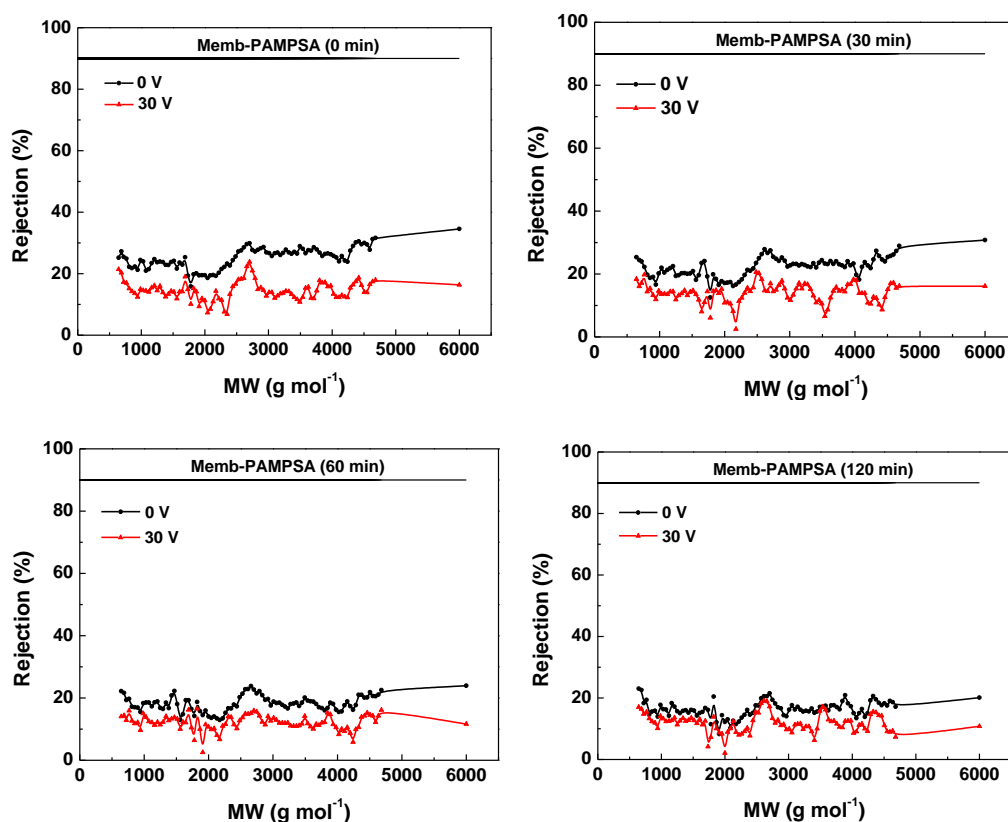 100
80
60
40
20
0
Rejection (%)
Memb-PAMPSA (0 min)
0 V
30 V
0 1000 2000 3000 4000 5000 6000
MW (g mol⁻¹)
100
80
60
40
20
0
Rejection (%)
Memb-PAMPSA (30 min)
0 V
30 V
0 1000 2000 3000 4000 5000 6000
MW (g mol⁻¹)
100
80
60
40
20
0
Rejection (%)
Memb-PAMPSA (60 min)
0 V
30 V
0 1000 2000 3000 4000 5000 6000
MW (g mol⁻¹)
100
80
60
40
20
0
Rejection (%)
Memb-PAMPSA (120 min)
0 V
30 V
0 1000 2000 3000 4000 5000 6000
MW (g mol⁻¹)